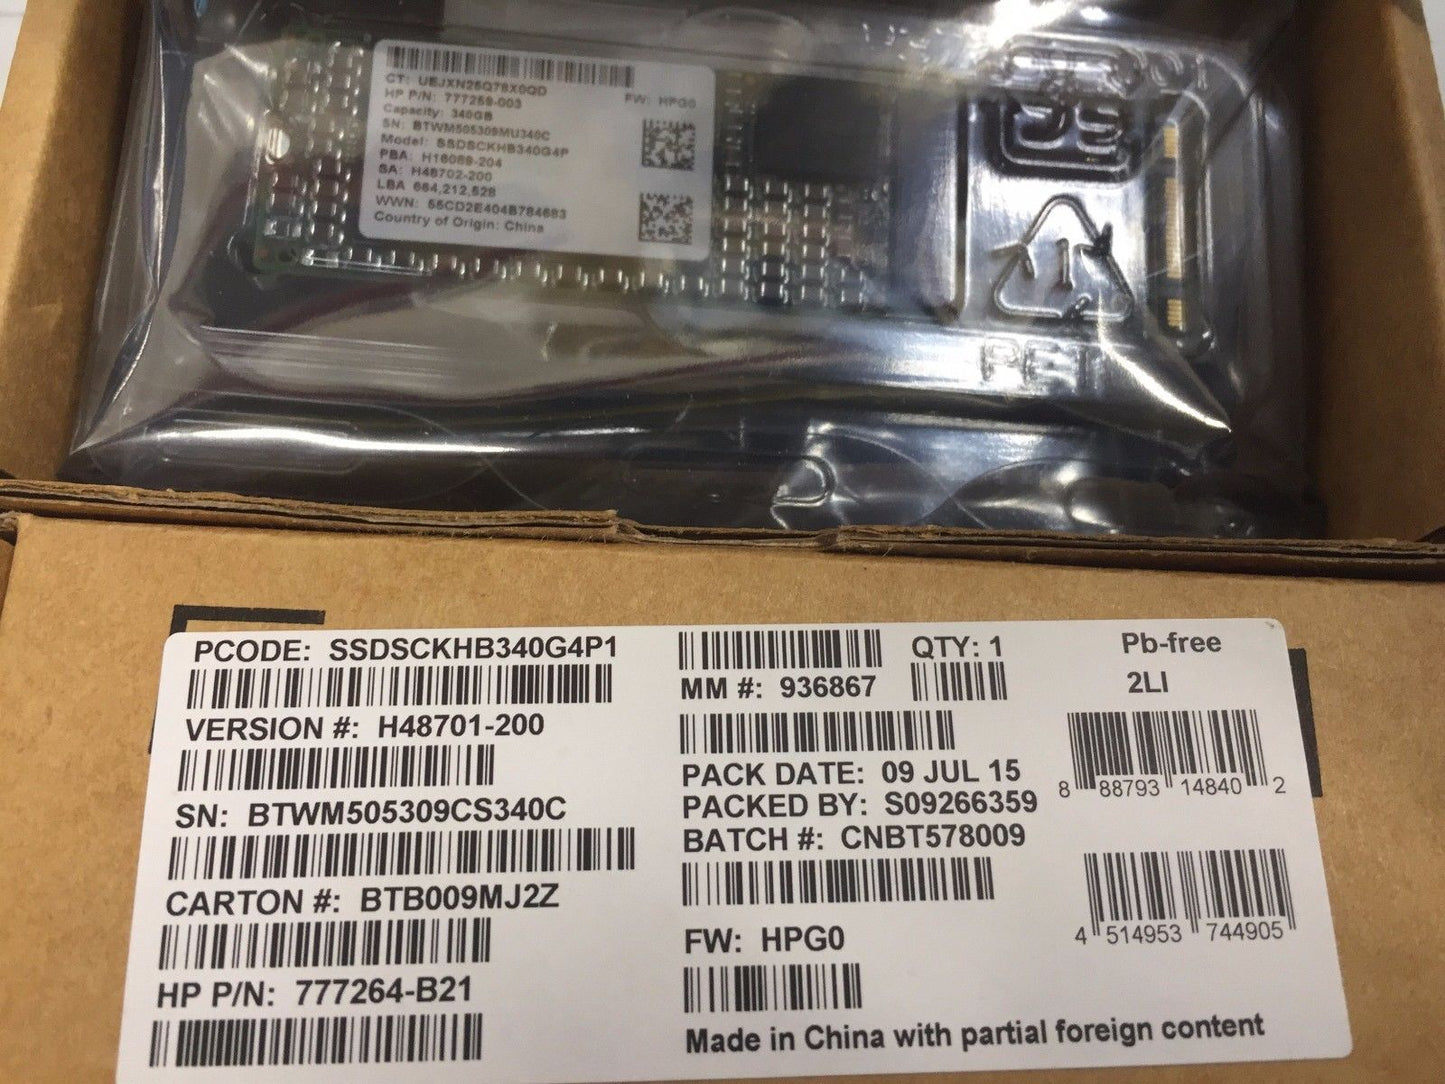 CT: UEJXN25Q78X0QD
HP P/N: 777259-003
FW: HPG0
Capacity: 340GB
SN: BTWM505309MU340C
Model: SSDSCKHB340G4P
PBA: H16069-204
SA: H48702-200
LBA 664,212,528
WWN: 55CD2E404B784683
Country of Origin: China
PET
PCODE: SSDSCKHB340G4P1
VERSION #: H48701-200
SN: BTWM505309CS340C
CARTON #: BTB009MJ2Z
HP P/N: 777264-B21
QTY: 1
MM #: 936867
PACK DATE: 09 JUL 15
PACKED BY: S09266359
BATCH #: CNBT578009
FW: HPG0
Made in China with partial foreign content
Pb-free
2LI
8 88793 14840 2
4 514953 744905